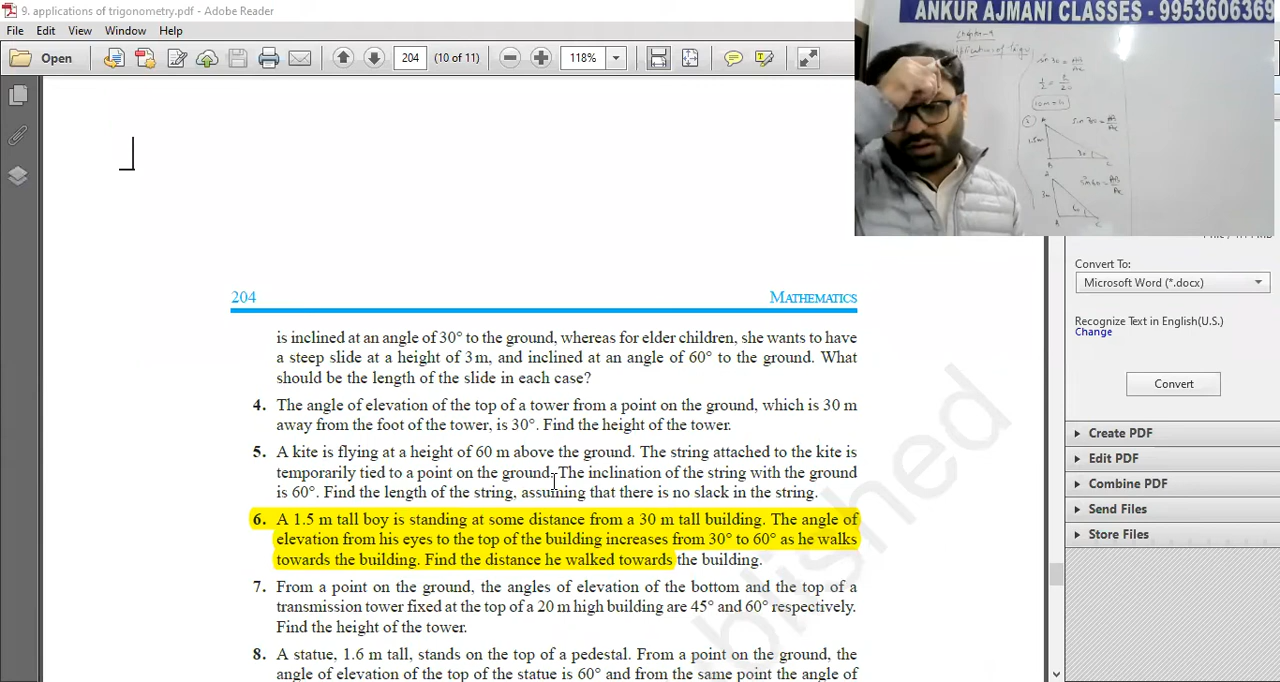 9. applications of trigonometry.pdf - Adobe Reader
File Edit View Window Help
Open 204 (10 of 11) 118%
ANKUR AJMANI CLASSES - 9953606369
Chapter-9
1.5m
3m
204 MATHEMATICS
is inclined at an angle of 30° to the ground, whereas for elder children, she wants to have
a steep slide at a height of 3m, and inclined at an angle of 60° to the ground. What
should be the length of the slide in each case?
4. The angle of elevation of the top of a tower from a point on the ground, which is 30 m
away from the foot of the tower, is 30°. Find the height of the tower.
5. A kite is flying at a height of 60 m above the ground. The string attached to the kite is
temporarily tied to a point on the ground. The inclination of the string with the ground
is 60°. Find the length of the string, assuming that there is no slack in the string.
6. A 1.5 m tall boy is standing at some distance from a 30 m tall building. The angle of
elevation from his eyes to the top of the building increases from 30° to 60° as he walks
towards the building. Find the distance he walked towards the building.
7. From a point on the ground, the angles of elevation of the bottom and the top of a
transmission tower fixed at the top of a 20 m high building are 45° and 60° respectively.
Find the height of the tower.
8. A statue, 1.6 m tall, stands on the top of a pedestal. From a point on the ground, the
angle of elevation of the top of the statue is 60° and from the same point the angle of
blished
Convert To:
Microsoft Word (*.docx)
Recognize Text in English(U.S.)
Change
Convert
Create PDF
Edit PDF
Combine PDF
Send Files
Store Files